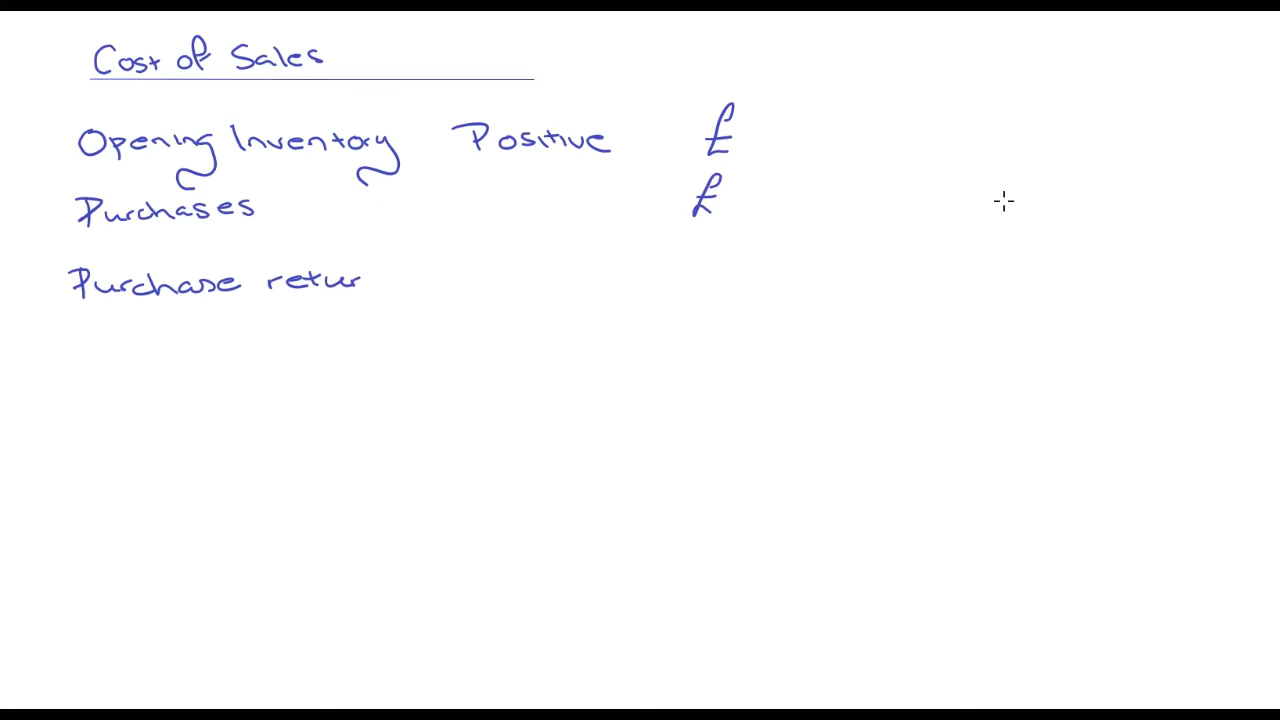 Cost of Sales
Opening Inventory Positive £
Purchases £
Purchase retur